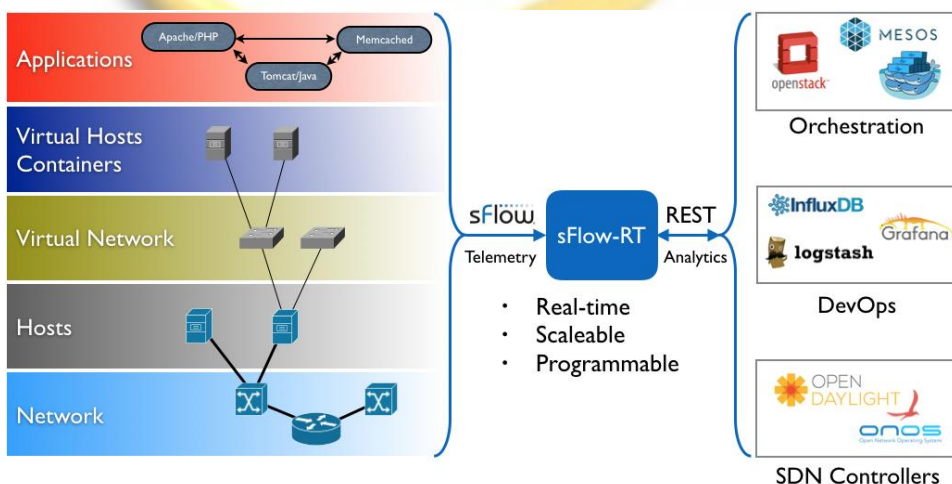 Applications
Apache/PHP
Memcached
Tomcat/Java
Virtual Hosts
Containers
Virtual Network
Hosts
Network
sFlow
Telemetry
sFlow-RT
REST
Analytics
· Real-time
· Scaleable
· Programmable
openstack
MESOS
Orchestration
InfluxDB
Grafana
logstash
DevOps
OPEN
DAYLIGHT
onos
Open Network Operating System
SDN Controllers